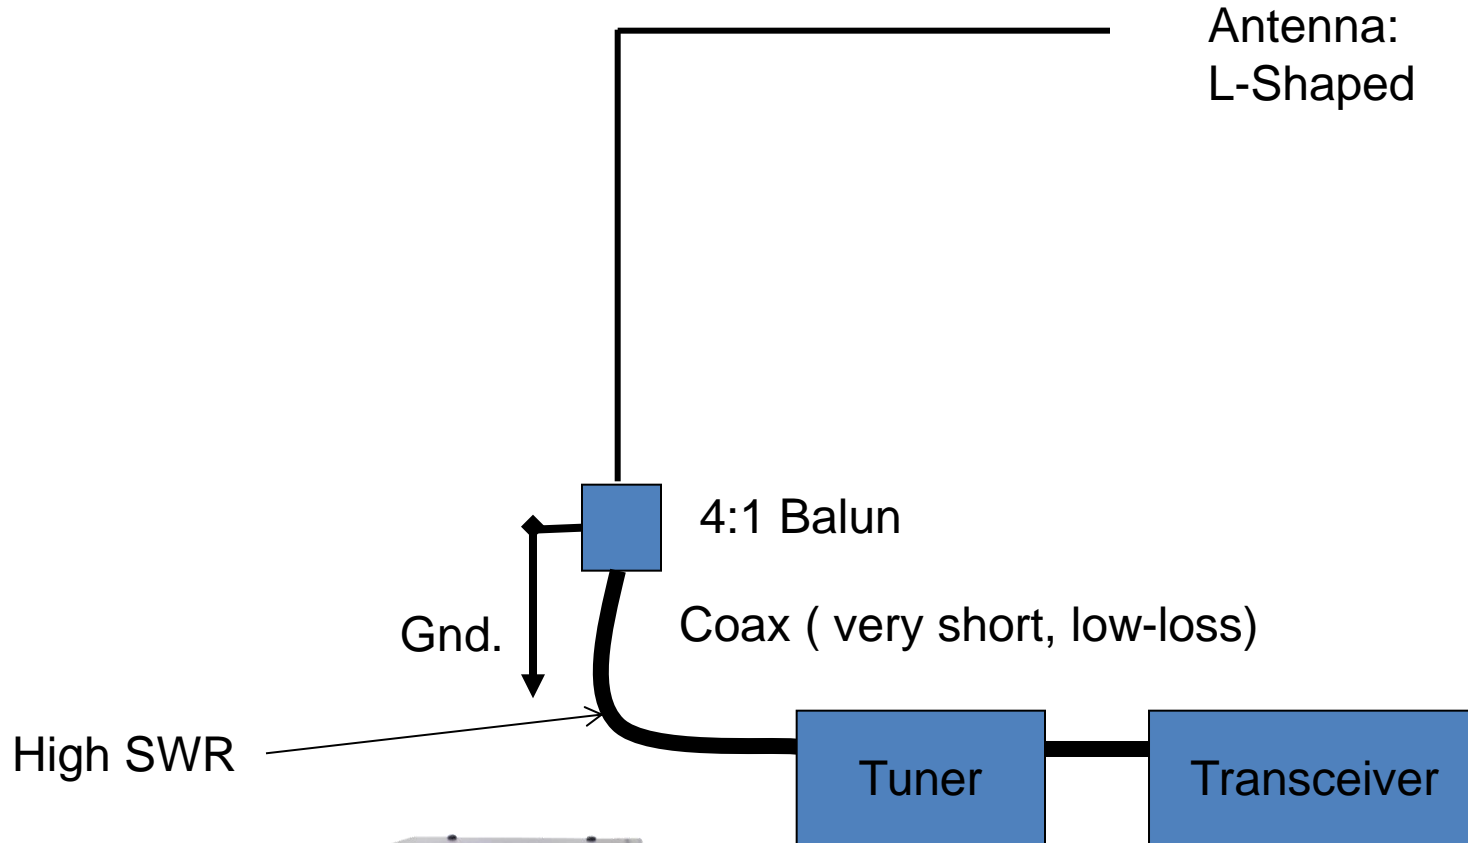 Antenna:
L-Shaped
4:1 Balun
Coax ( very short, low-loss)
Gnd.
High SWR
Tuner
Transceiver